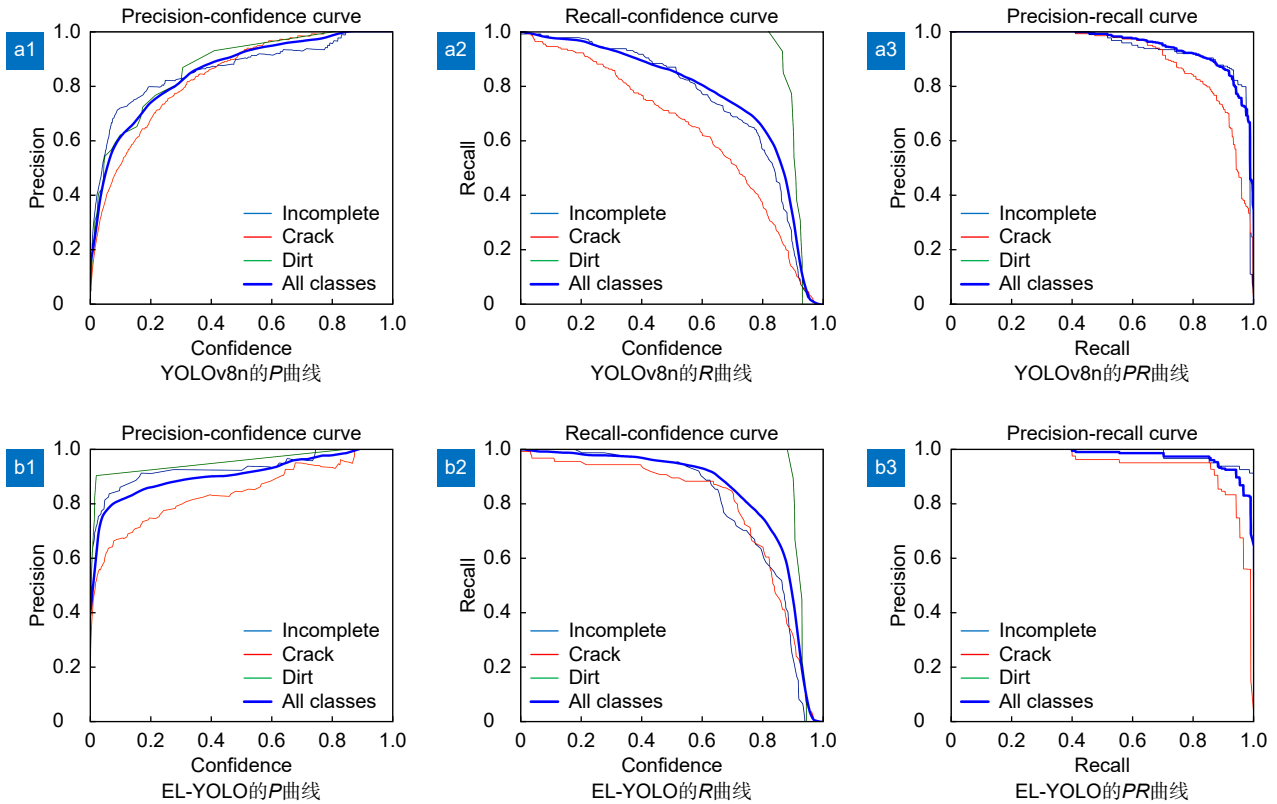 Precision-confidence curve
a1
Precision
1.0
0.8
0.6
0.4
0.2
0
Incomplete
Crack
Dirt
All classes
0 0.2 0.4 0.6 0.8 1.0
Confidence
YOLOv8n的P曲线
Recall-confidence curve
a2
Recall
1.0
0.8
0.6
0.4
0.2
0
Incomplete
Crack
Dirt
All classes
0 0.2 0.4 0.6 0.8 1.0
Confidence
YOLOv8n的R曲线
Precision-recall curve
a3
Precision
1.0
0.8
0.6
0.4
0.2
0
Incomplete
Crack
Dirt
All classes
0 0.2 0.4 0.6 0.8 1.0
Recall
YOLOv8n的PR曲线
Precision-confidence curve
b1
Precision
1.0
0.8
0.6
0.4
0.2
0
Incomplete
Crack
Dirt
All classes
0 0.2 0.4 0.6 0.8 1.0
Confidence
EL-YOLO的P曲线
Recall-confidence curve
b2
Recall
1.0
0.8
0.6
0.4
0.2
0
Incomplete
Crack
Dirt
All classes
0 0.2 0.4 0.6 0.8 1.0
Confidence
EL-YOLO的R曲线
Precision-recall curve
b3
Precision
1.0
0.8
0.6
0.4
0.2
0
Incomplete
Crack
Dirt
All classes
0 0.2 0.4 0.6 0.8 1.0
Recall
EL-YOLO的PR曲线